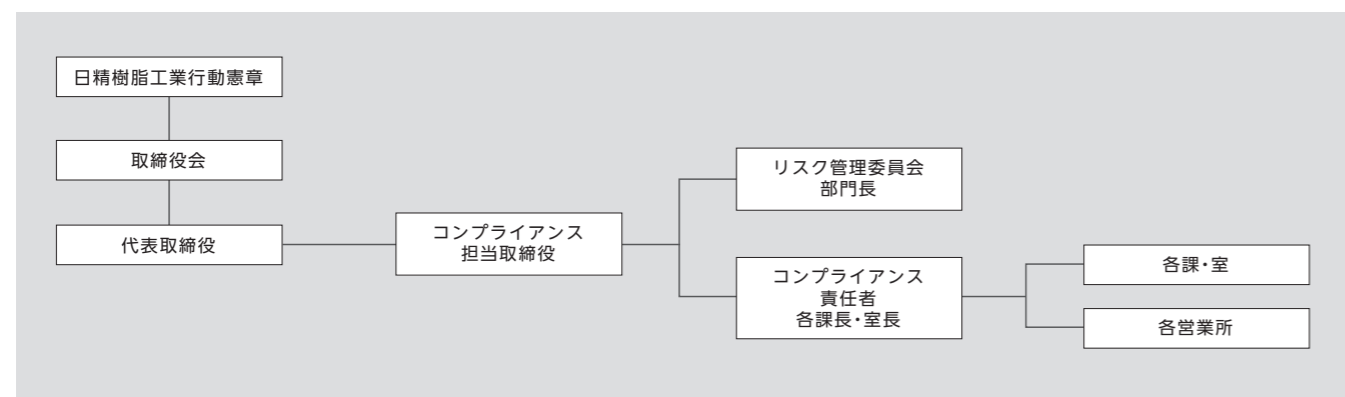 日精樹脂工業行動憲章
取締役会
代表取締役
コンプライアンス
担当取締役
リスク管理委員会
部門長
コンプライアンス
責任者
各課長・室長
各課・室
各営業所